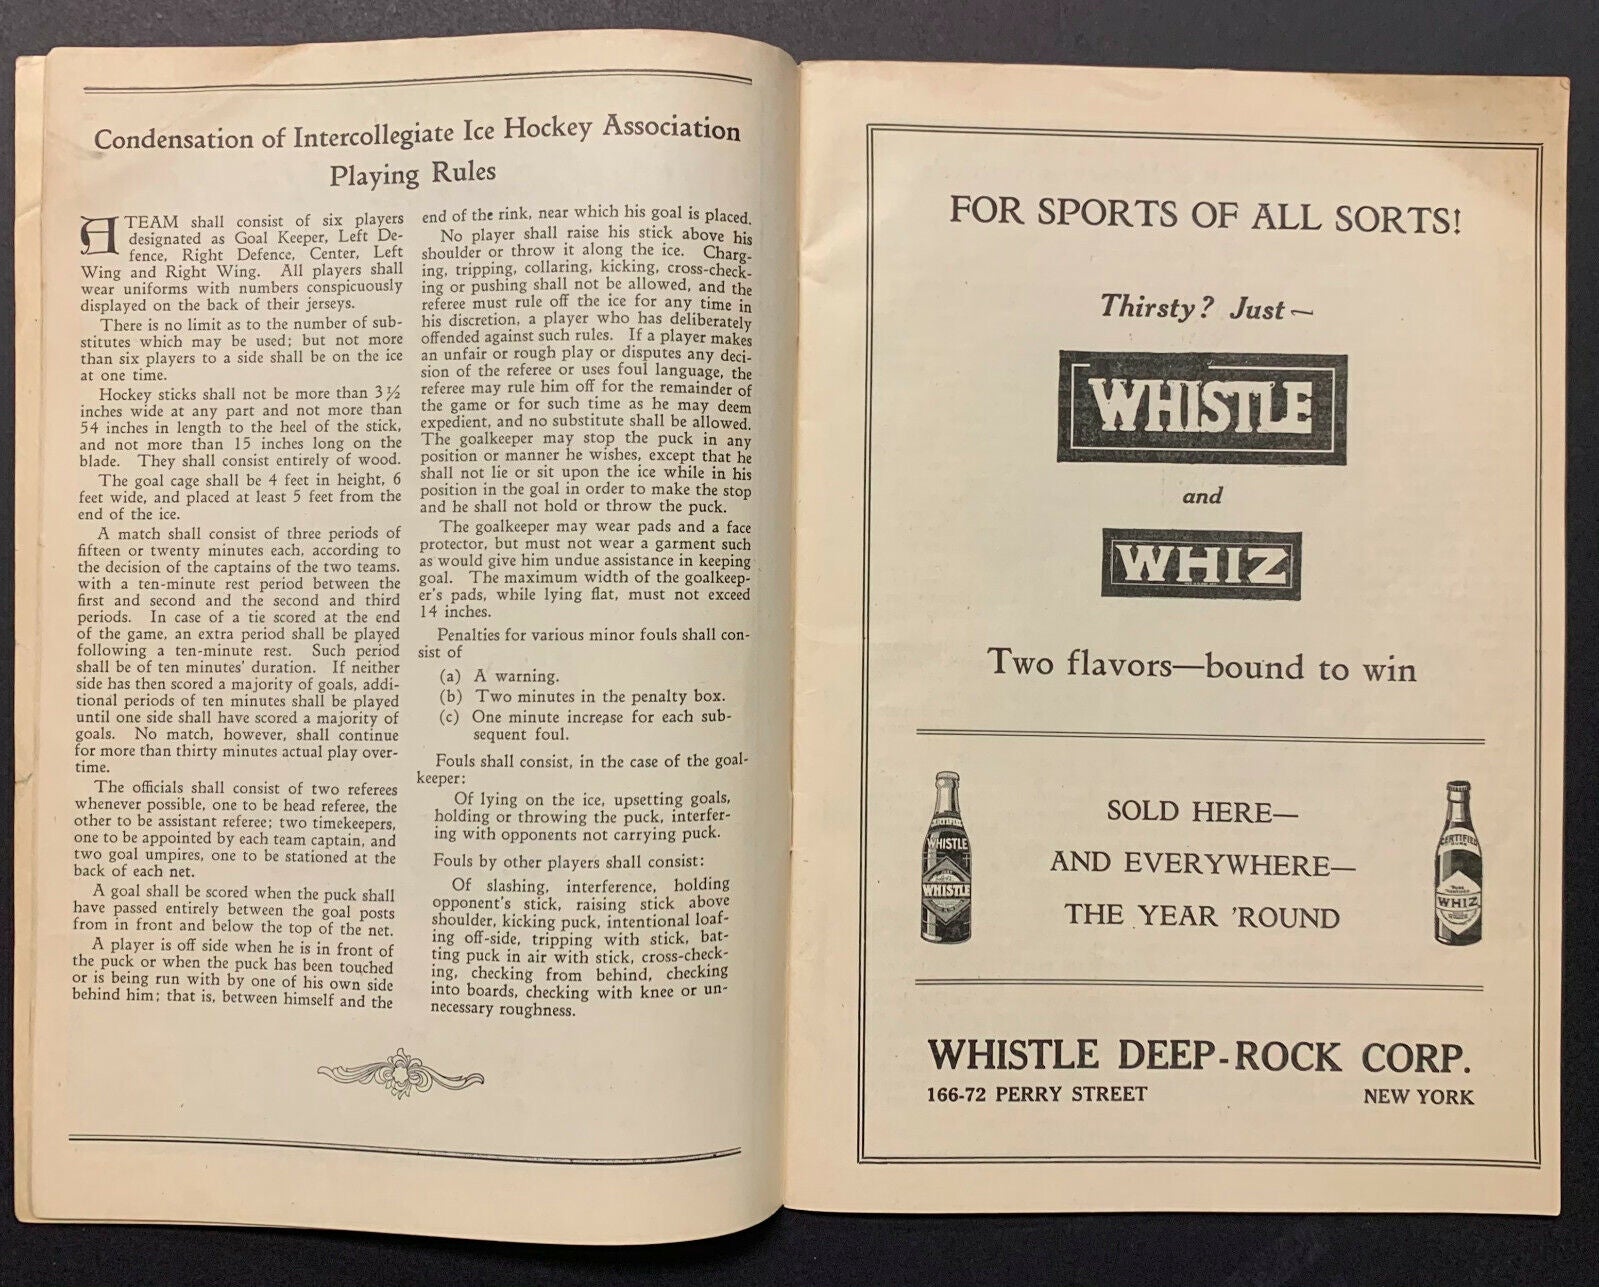 Condensation of Intercollegiate Ice Hockey Association
Playing Rules
A TEAM shall consist of six players
designated as Goal Keeper, Left De-
fence, Right Defence, Center, Left
Wing and Right Wing. All players shall
wear uniforms with numbers conspicuously
displayed on the back of their jerseys.
There is no limit as to the number of sub-
stitutes which may be used; but not more
than six players to a side shall be on the ice
at one time.
Hockey sticks shall not be more than 3½
inches wide at any part and not more than
54 inches in length to the heel of the stick,
and not more than 15 inches long on the
blade. They shall consist entirely of wood.
The goal cage shall be 4 feet in height, 6
feet wide, and placed at least 5 feet from the
end of the ice.
A match shall consist of three periods of
fifteen or twenty minutes each, according to
the decision of the captains of the two teams.
with a ten-minute rest period between the
first and second and the second and third
periods. In case of a tie scored at the end
of the game, an extra period shall be played
following a ten-minute rest. Such period
shall be of ten minutes' duration. If neither
side has then scored a majority of goals, addi-
tional periods of ten minutes shall be played
until one side shall have scored a majority of
goals. No match, however, shall continue
for more than thirty minutes actual play over-
time.
The officials shall consist of two referees
whenever possible, one to be head referee, the
other to be assistant referee; two timekeepers,
one to be appointed by each team captain, and
two goal umpires, one to be stationed at the
back of each net.
A goal shall be scored when the puck shall
have passed entirely between the goal posts
from in front and below the top of the net.
A player is off side when he is in front of
the puck or when the puck has been touched
or is being run with by one of his own side
behind him; that is, between himself and the
end of the rink, near which his goal is placed.
No player shall raise his stick above his
shoulder or throw it along the ice. Charg-
ing, tripping, collaring, kicking, cross-check-
ing or pushing shall not be allowed, and the
referee must rule off the ice for any time in
his discretion, a player who has deliberately
offended against such rules. If a player makes
an unfair or rough play or disputes any deci-
sion of the referee or uses foul language, the
referee may rule him off for the remainder of
the game or for such time as he may deem
expedient, and no substitute shall be allowed.
The goalkeeper may stop the puck in any
position or manner he wishes, except that he
shall not lie or sit upon the ice while in his
position in the goal in order to make the stop
and he shall not hold or throw the puck.
The goalkeeper may wear pads and a face
protector, but must not wear a garment such
as would give him undue assistance in keeping
goal. The maximum width of the goalkeep-
er's pads, while lying flat, must not exceed
14 inches.
Penalties for various minor fouls shall con-
sist of
(a) A warning.
(b) Two minutes in the penalty box.
(c) One minute increase for each sub-
sequent foul.
Fouls shall consist, in the case of the goal-
keeper:
Of lying on the ice, upsetting goals,
holding or throwing the puck, interfer-
ing with opponents not carrying puck.
Fouls by other players shall consist:
Of slashing, interference, holding
opponent's stick, raising stick above
shoulder, kicking puck, intentional loaf-
ing off-side, tripping with stick, bat-
ting puck in air with stick, cross-check-
ing, checking from behind, checking
into boards, checking with knee or un-
necessary roughness.
FOR SPORTS OF ALL SORTS!
Thirsty? Just—
WHISTLE
and
WHIZ
Two flavors—bound to win
SOLD HERE—
AND EVERYWHERE—
THE YEAR 'ROUND
CERTIFIED
WHISTLE
WHISTLE
CERTIFIED
WHIZ
WHISTLE DEEP-ROCK CORP.
166-72 PERRY STREET NEW YORK